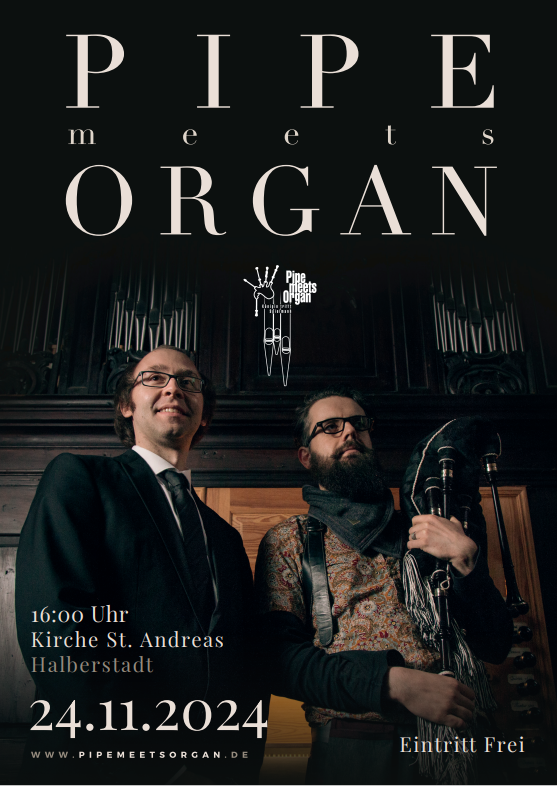 PIPE
meets
ORGAN
Pipe
meets
Organ
16:00 Uhr
Kirche St. Andreas
Halberstadt
24.11.2024
WWW.PIPEMEETSORGAN.DE
Eintritt Frei